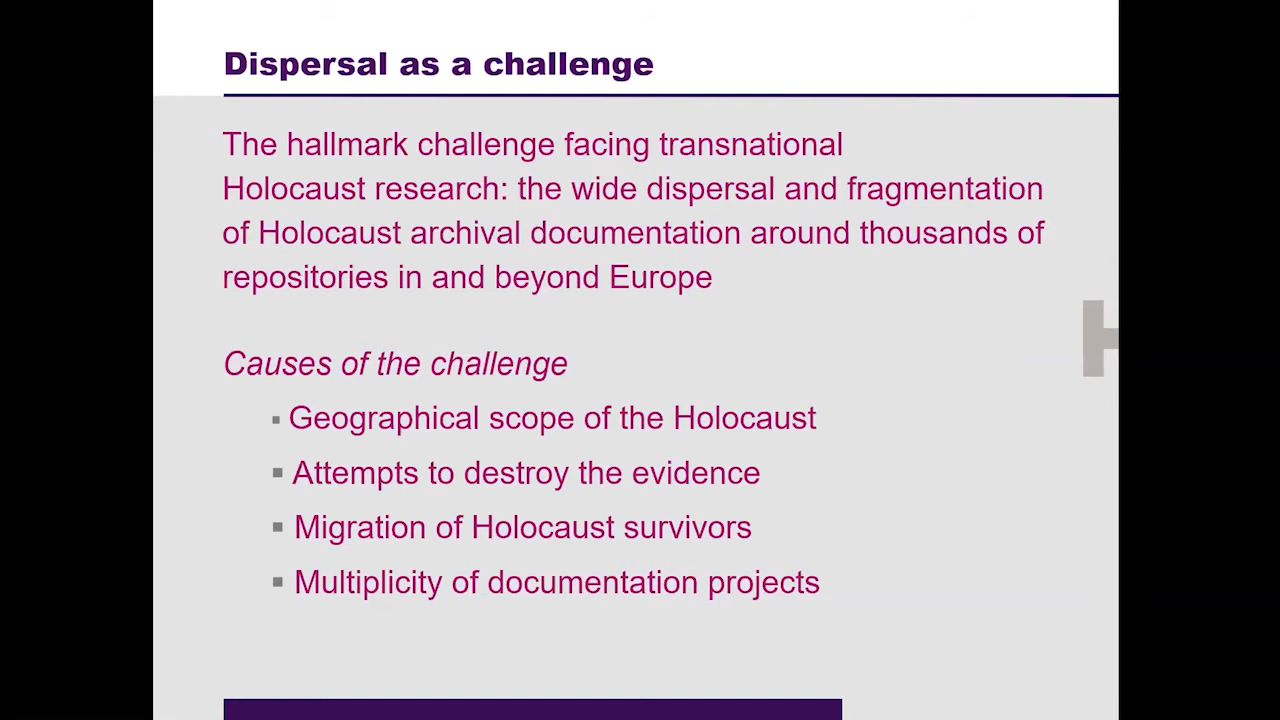 Dispersal as a challenge
The hallmark challenge facing transnational
Holocaust research: the wide dispersal and fragmentation
of Holocaust archival documentation around thousands of
repositories in and beyond Europe
Causes of the challenge
▪ Geographical scope of the Holocaust
▪ Attempts to destroy the evidence
▪ Migration of Holocaust survivors
▪ Multiplicity of documentation projects